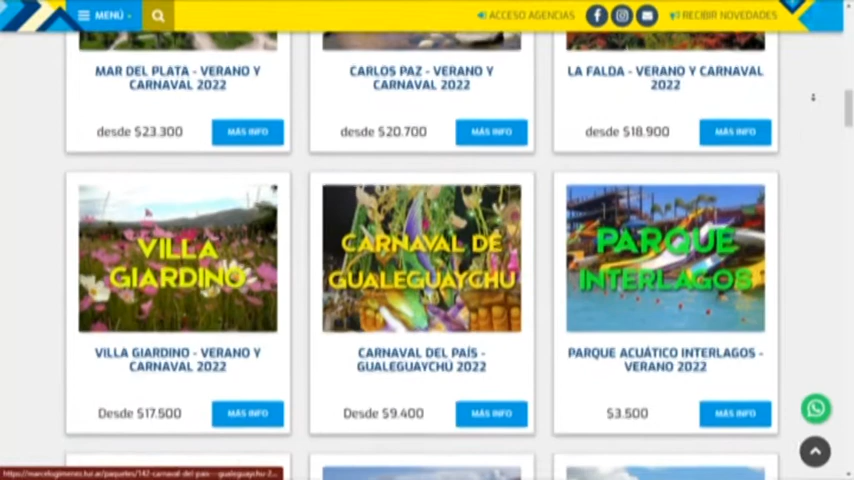 MENÚ
ACCESO AGENCIAS
RECIBIR NOVEDADES
MAR DEL PLATA - VERANO Y
CARNAVAL 2022
CARLOS PAZ - VERANO Y
CARNAVAL 2022
LA FALDA - VERANO Y CARNAVAL
2022
desde $23.300
MÁS INFO
desde $20.700
MÁS INFO
desde $18.900
MÁS INFO
VILLA
GIARDINO
CARNAVAL DE
GUALEGUAYCHU
PARQUE
INTERLAGOS
VILLA GIARDINO - VERANO Y
CARNAVAL 2022
CARNAVAL DEL PAÍS -
GUALEGUAYCHÚ 2022
PARQUE ACUÁTICO INTERLAGOS -
VERANO 2022
Desde $17.500
MÁS INFO
Desde $9.400
MÁS INFO
$3.500
MÁS INFO